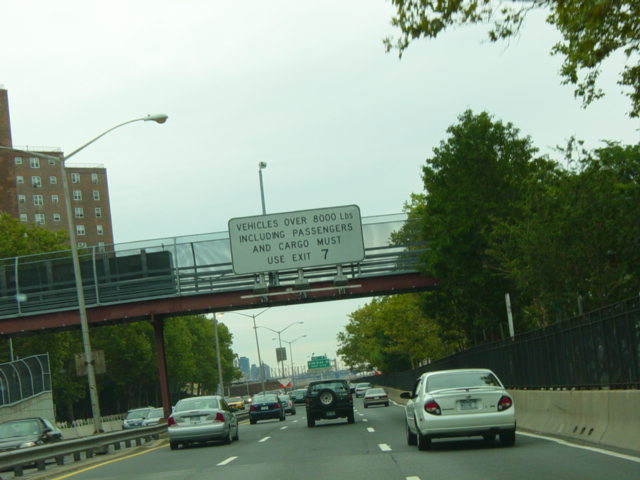 VEHICLES OVER 8000 Lbs
INCLUDING PASSENGERS
AND CARGO MUST
USE EXIT 7